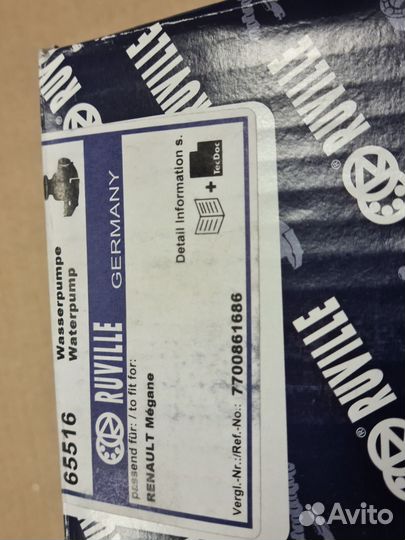 65516
Wasserpumpe
Waterpump
RUVILLE
GERMANY
passend für: / to fit for:
RENAULT Mégane
Vergl.-Nr.:/Ref.-No.: 7700861686
Detail Information s.
+
TecDoc
RUVILLE
®
RUVILLE
®
RUVILLE
®
Avito